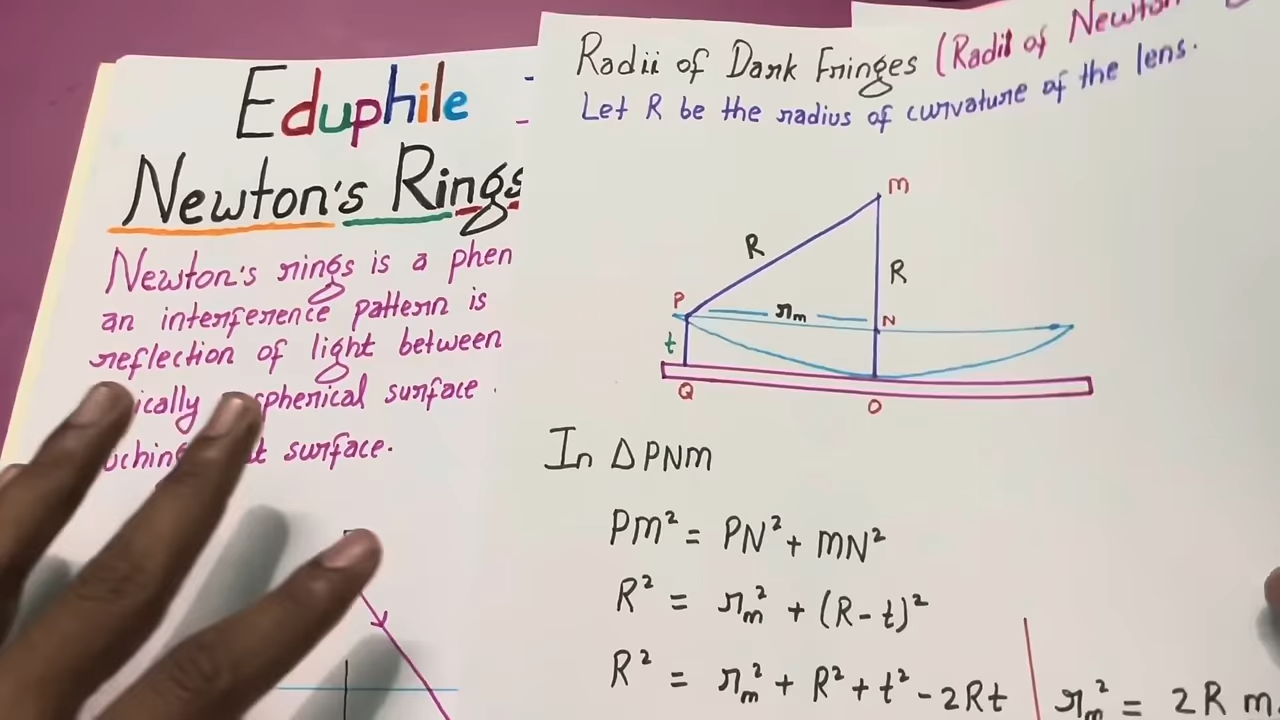 Eduphile
Newton's Rings
Newton's rings is a phen
an interference pattern is
reflection of light between
spherical surface.
surface.
Radii of Dark Fringes (Radii of Newton
Let R be the radius of curvature of the lens.
M
R
R
P
rm
N
t
Q
O
In ΔPNM
PM² = PN² + MN²
R² = rm² + (R-t)²
R² = rm² + R² + t² - 2Rt
rm² = 2R m